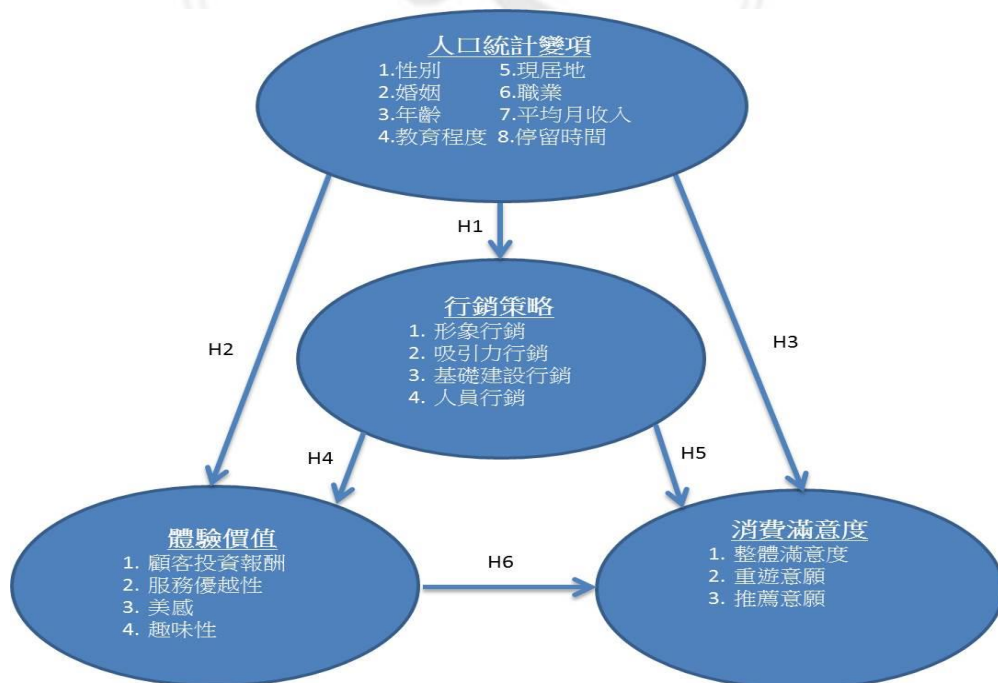 人口統計變項
1.性別 5.現居地
2.婚姻 6.職業
3.年齡 7.平均月收入
4.教育程度 8.停留時間
H1
行銷策略
1. 形象行銷
2. 吸引力行銷
3. 基礎建設行銷
4. 人員行銷
H2
H3
H4
H5
體驗價值
1. 顧客投資報酬
2. 服務優越性
3. 美感
4. 趣味性
H6
消費滿意度
1. 整體滿意度
2. 重遊意願
3. 推薦意願